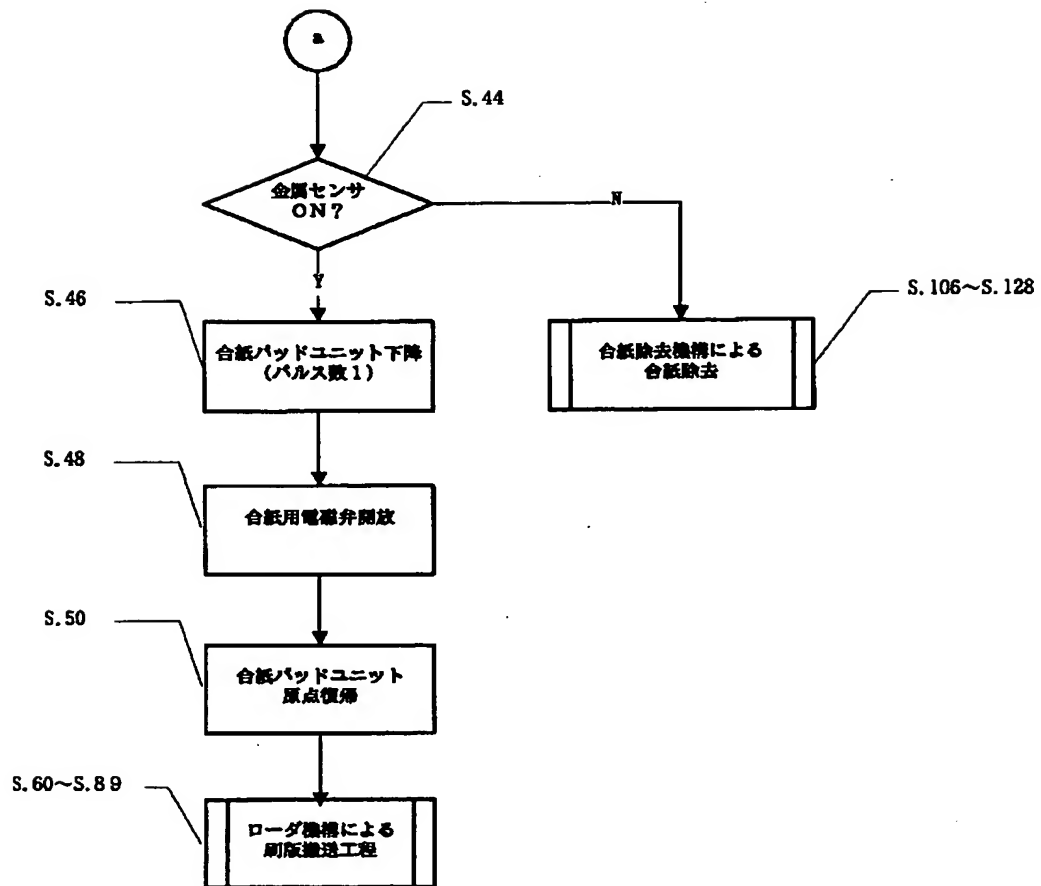 a
S.44
金属センサ
ON?
N
Y
S.46
S.106～S.128
合紙パッドユニット下降
(パルス数1)
合紙除去機構による
合紙除去
S.48
合紙用電磁弁開放
S.50
合紙パッドユニット
原点復帰
S.60～S.89
ローダ機構による
刷版搬送工程